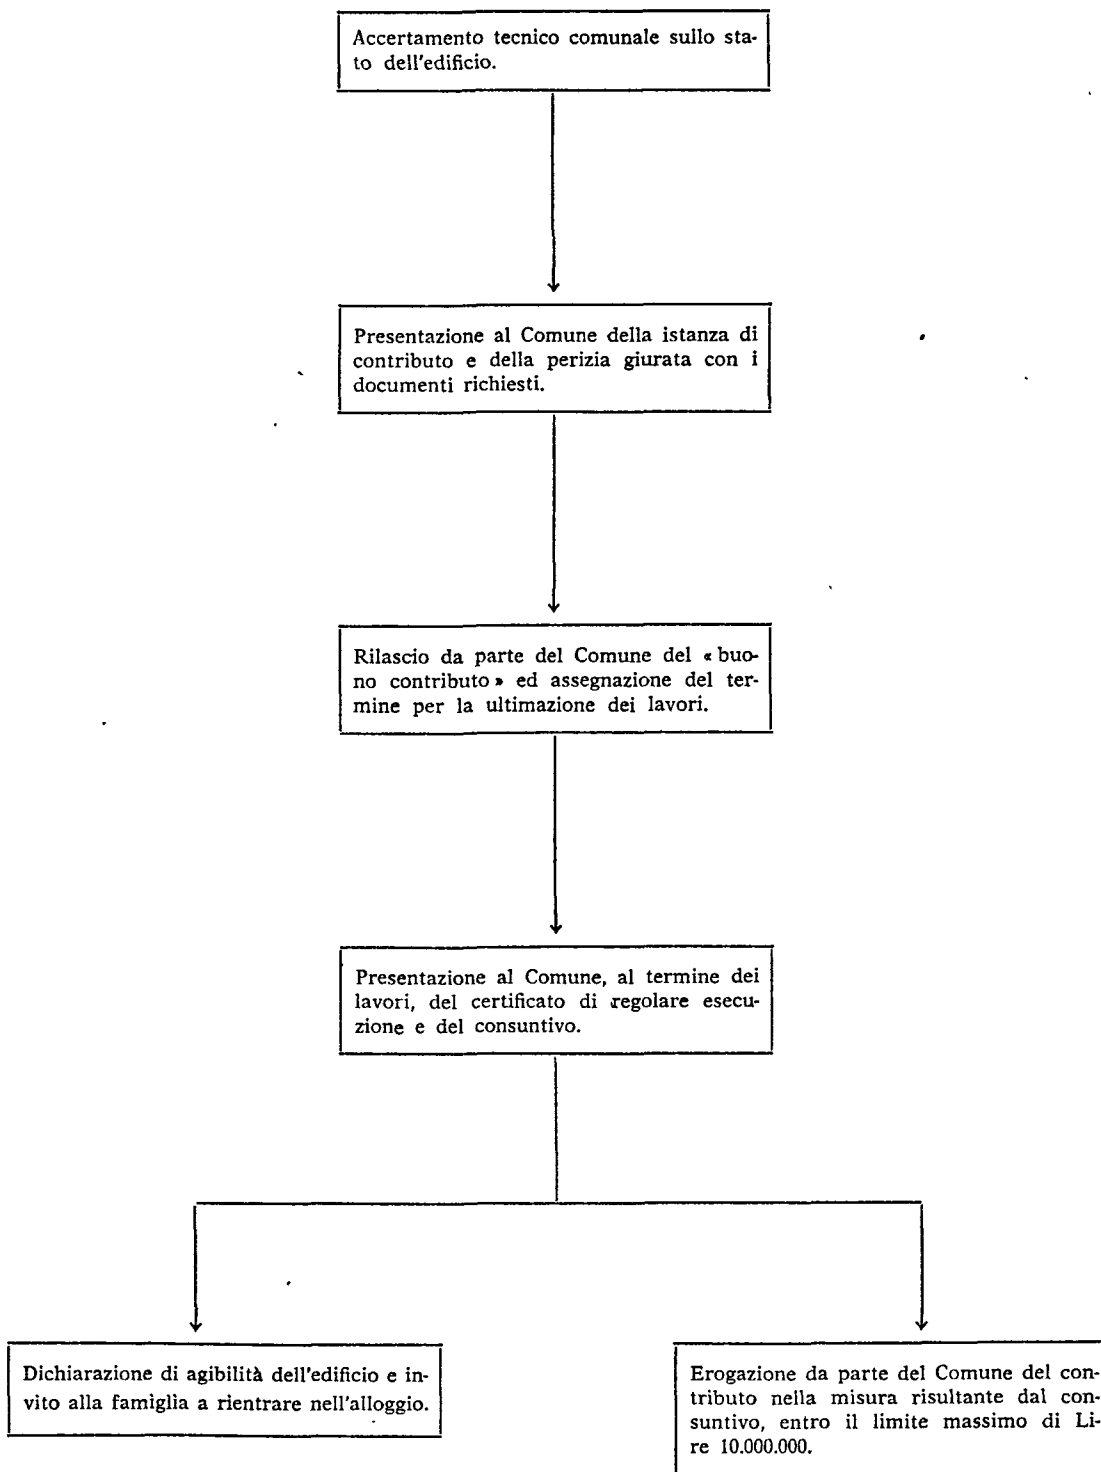 Accertamento tecnico comunale sullo sta-
to dell'edificio.
Presentazione al Comune della istanza di
contributo e della perizia giurata con i
documenti richiesti.
Rilascio da parte del Comune del « buo-
no contributo » ed assegnazione del ter-
mine per la ultimazione dei lavori.
Presentazione al Comune, al termine dei
lavori, del certificato di regolare esecu-
zione e del consuntivo.
Dichiarazione di agibilità dell'edificio e in-
vito alla famiglia a rientrare nell'alloggio.
Erogazione da parte del Comune del con-
tributo nella misura risultante dal con-
suntivo, entro il limite massimo di Li-
re 10.000.000.